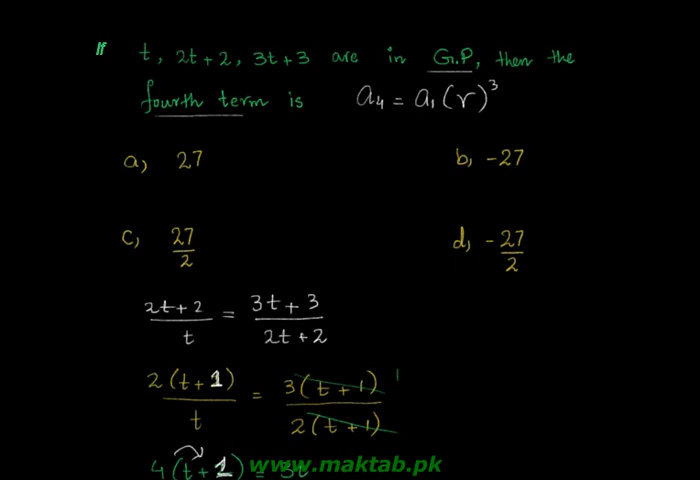 If t, 2t+2, 3t+3 are in G.P, then the
fourth term is a₄ = a₁(r)³
a) 27 b) -27
c) 27/2 d) -27/2
(2t+2)/t = (3t+3)/(2t+2)
2(t+1)/t = 3(t+1)/2(t+1)
4(t+1) = 3t
www.maktab.pk